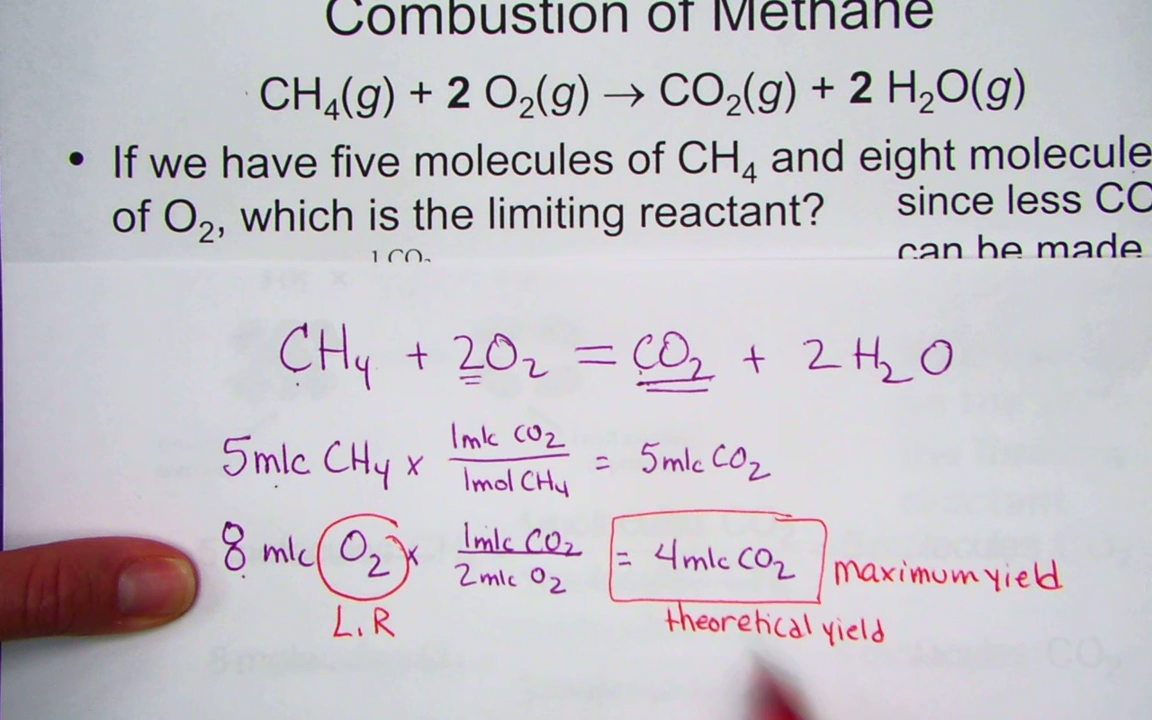 Combustion of Methane
CH₄(g) + 2 O₂(g) → CO₂(g) + 2 H₂O(g)
• If we have five molecules of CH₄ and eight molecule
of O₂, which is the limiting reactant?
since less CO
can be made
1 CO₂
CH₄ + 2O₂ = CO₂ + 2H₂O
5mlc CH₄ x 1mlc CO₂ / 1mol CH₄ = 5mlc CO₂
8 mlc O₂ x 1mlc CO₂ / 2mlc O₂ = 4mlc CO₂ maximum yield
L.R theoretical yield